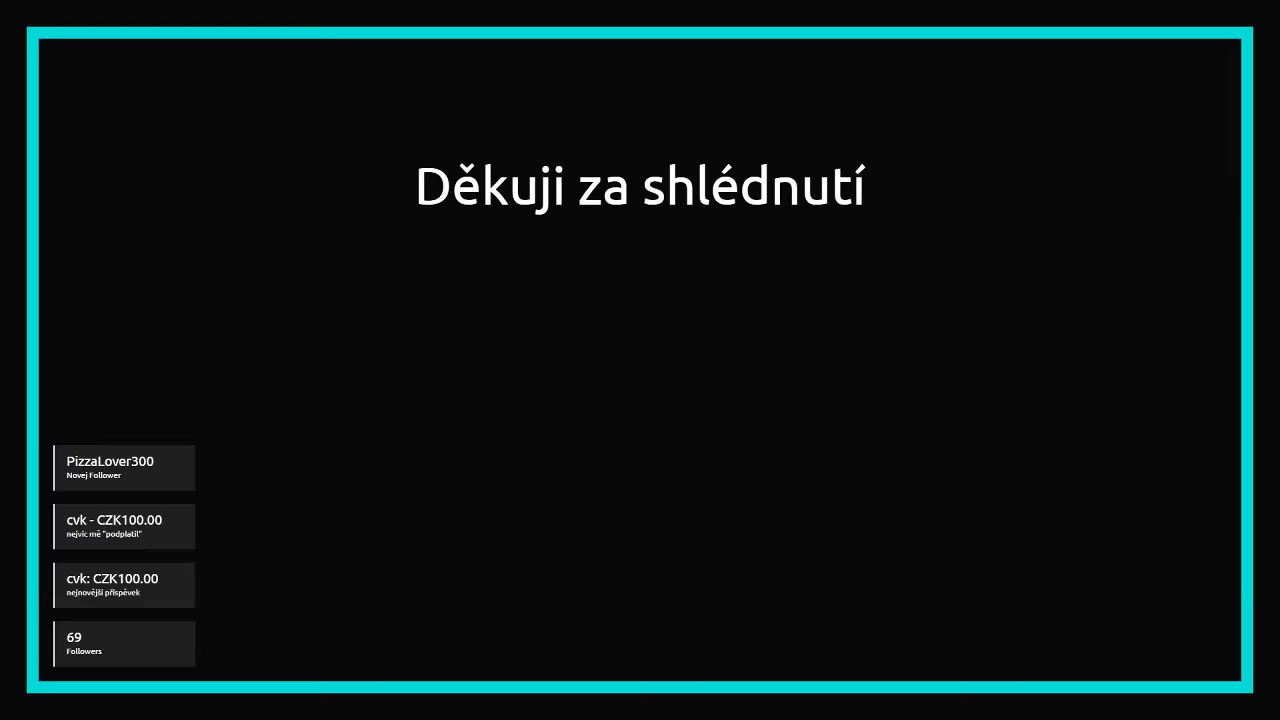 Děkuji za shlédnutí
PizzaLover300
Novej Follower
cvk - CZK100.00
nejvíc mě "podplatil"
cvk: CZK100.00
nejnovější příspěvek
69
Followers